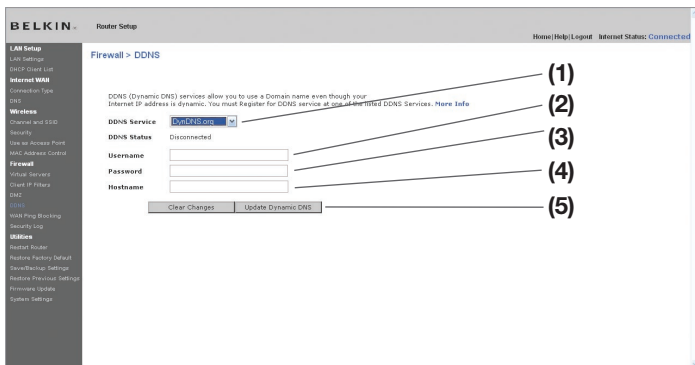 BELKIN
Router Setup
Home|Help|Logout Internet Status: Connected
LAN Setup
LAN Settings
DHCP Client List
Internet WAN
Connection Type
DNS
Wireless
Channel and SSID
Security
Use as Access Point
MAC Address Control
Firewall
Virtual Servers
Client IP Filters
DMZ
DDNS
WAN Ping Blocking
Security Log
Utilities
Restart Router
Restore Factory Default
Save/Backup Settings
Restore Previous Settings
Firmware Update
System Settings
Firewall > DDNS
DDNS (Dynamic DNS) services allow you to use a Domain name even though your
Internet IP address is dynamic. You must Register for DDNS service at one of the listed DDNS Services. More Info
DDNS Service DynDNS.org
DDNS Status Disconnected
Username
Password
Hostname
Clear Changes Update Dynamic DNS
(1)
(2)
(3)
(4)
(5)